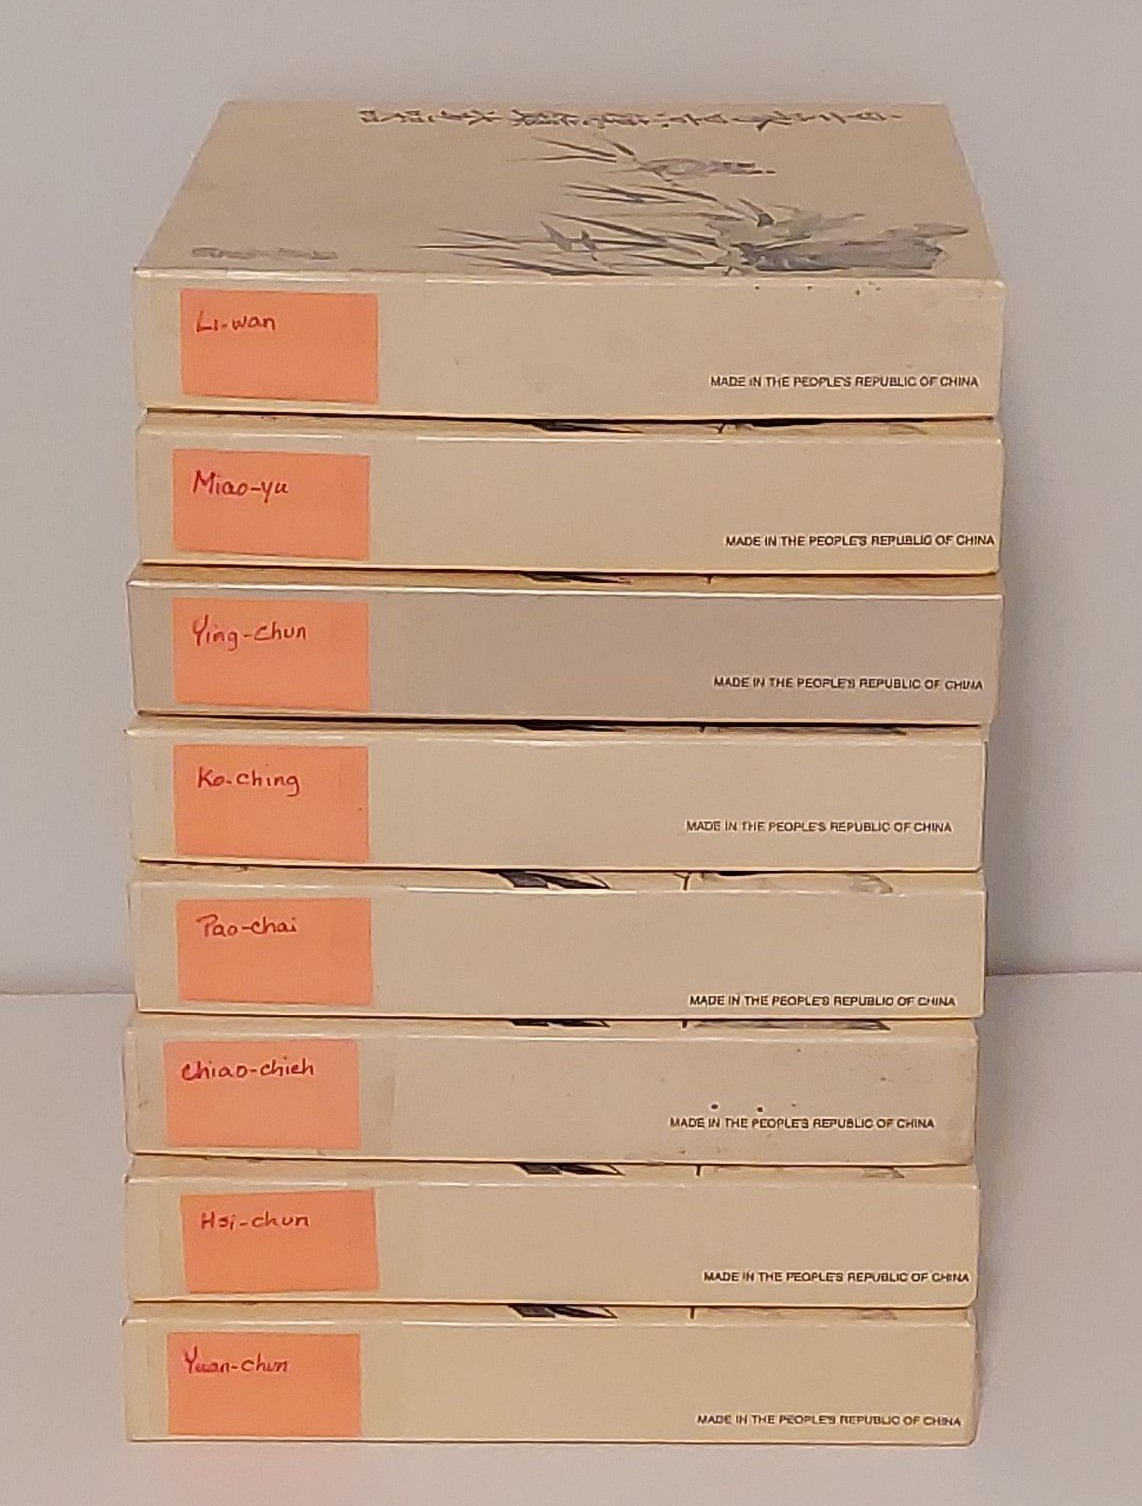 Li-wan
MADE IN THE PEOPLE'S REPUBLIC OF CHINA
Miao-yu
MADE IN THE PEOPLE'S REPUBLIC OF CHINA
Ying-chun
MADE IN THE PEOPLE'S REPUBLIC OF CHINA
Ko-ching
MADE IN THE PEOPLE'S REPUBLIC OF CHINA
Pao-chai
MADE IN THE PEOPLE'S REPUBLIC OF CHINA
Chiao-chieh
MADE IN THE PEOPLE'S REPUBLIC OF CHINA
Hsi-chun
MADE IN THE PEOPLE'S REPUBLIC OF CHINA
Yuan-chun
MADE IN THE PEOPLE'S REPUBLIC OF CHINA